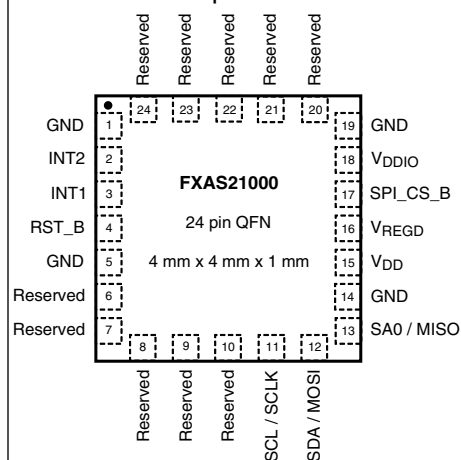 Reserved
Reserved
Reserved
Reserved
Reserved
24
23
22
21
20
GND 1
19 GND
INT2 2
18 VDDIO
INT1 3
FXAS21000
17 SPI_CS_B
RST_B 4
24 pin QFN
16 VREGD
GND 5
4 mm x 4 mm x 1 mm
15 VDD
Reserved 6
14 GND
Reserved 7
13 SA0 / MISO
8
9
10
11
12
Reserved
Reserved
Reserved
SCL / SCLK
SDA / MOSI